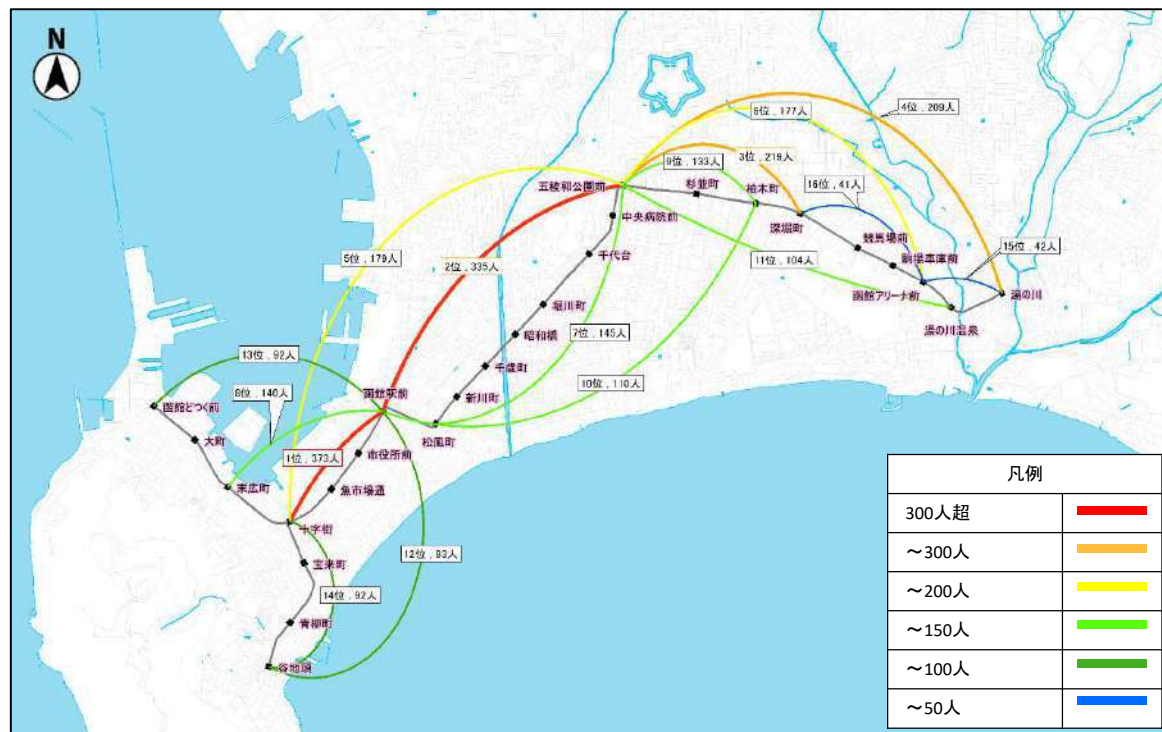 N
4位，209人
6位，177人
9位，133人
3位，219人
五稜郭公園前
杉並町
柏木町
16位，41人
中央病院前
深堀町
競馬場前
千代台
駒場車庫前
15位，42人
5位，179人
2位，335人
11位，104人
函館アリーナ前
湯の川
堀川町
湯の川温泉
昭和橋
7位，145人
13位，92人
千歳町
10位，110人
8位，140人
函館駅前
新川町
函館どつく前
松風町
大町
1位，373人
市役所前
末広町
魚市場通
十字街
12位，93人
宝来町
14位，92人
青柳町
谷地頭
凡例
300人超
～300人
～200人
～150人
～100人
～50人